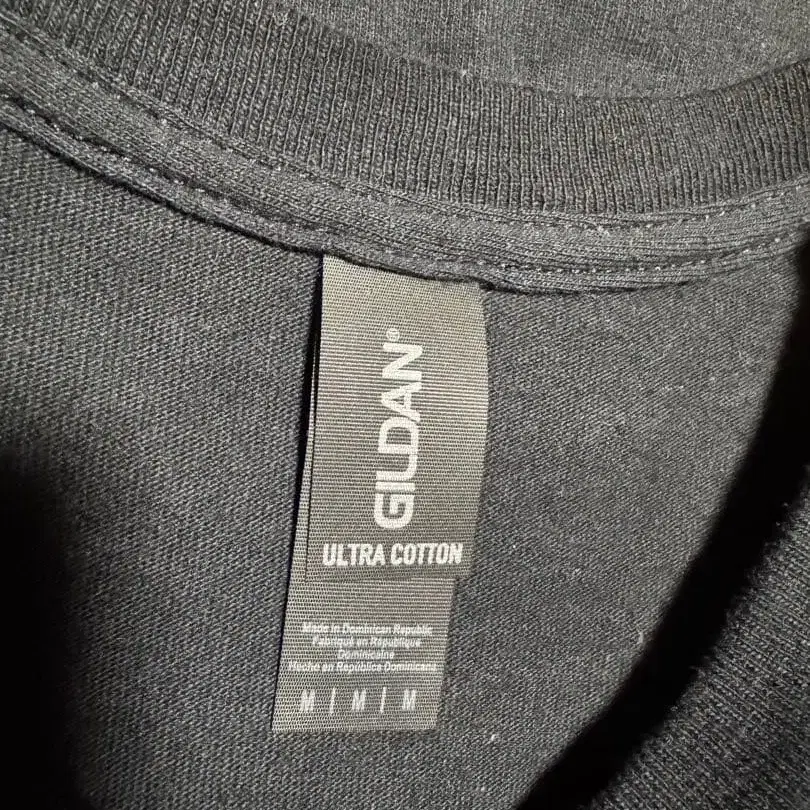 GILDAN®
ULTRA COTTON
Made in Dominican Republic
Fabriqué en République
Dominicaine
Hecho en República Dominicana
M | M | M